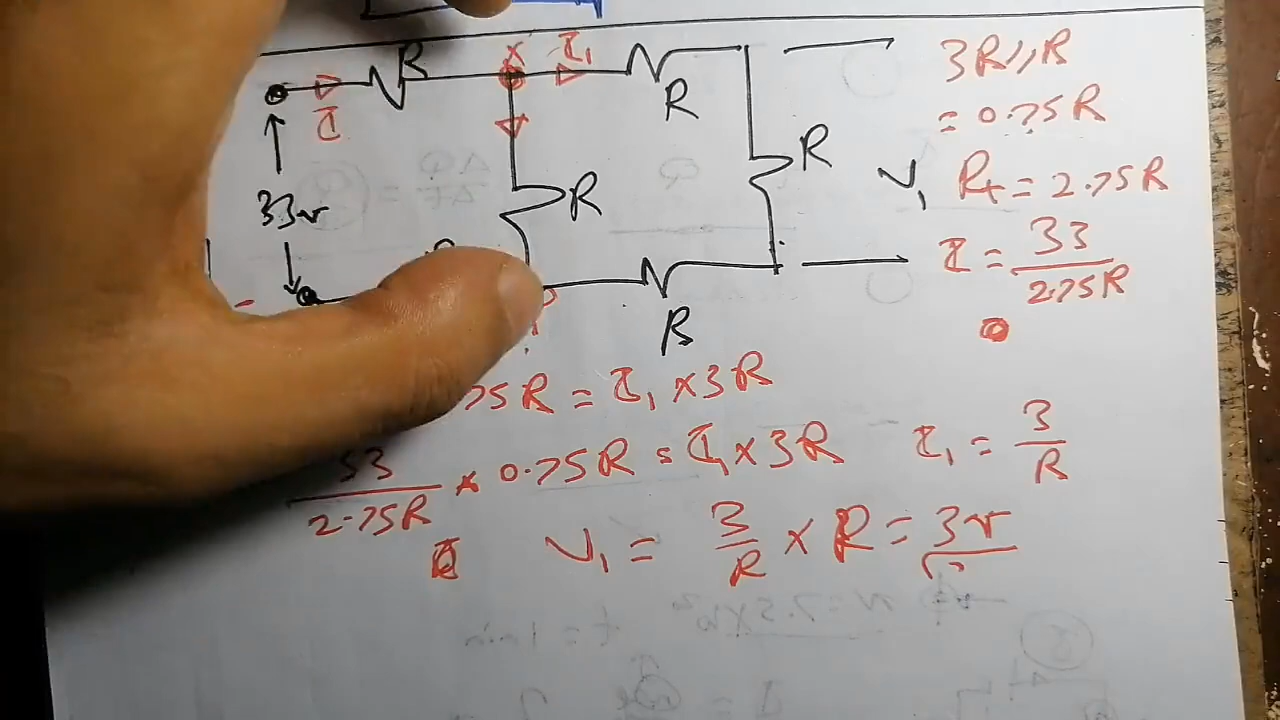 R X I₁
I R
R R
33v V₁
R
3R//R
= 0.75R
R_T = 2.75R
I = 33/2.75R
75R = I₁ × 3R
33/2.75R × 0.75R = I₁ × 3R I₁ = 3/R
V₁ = 3/R × R = 3v